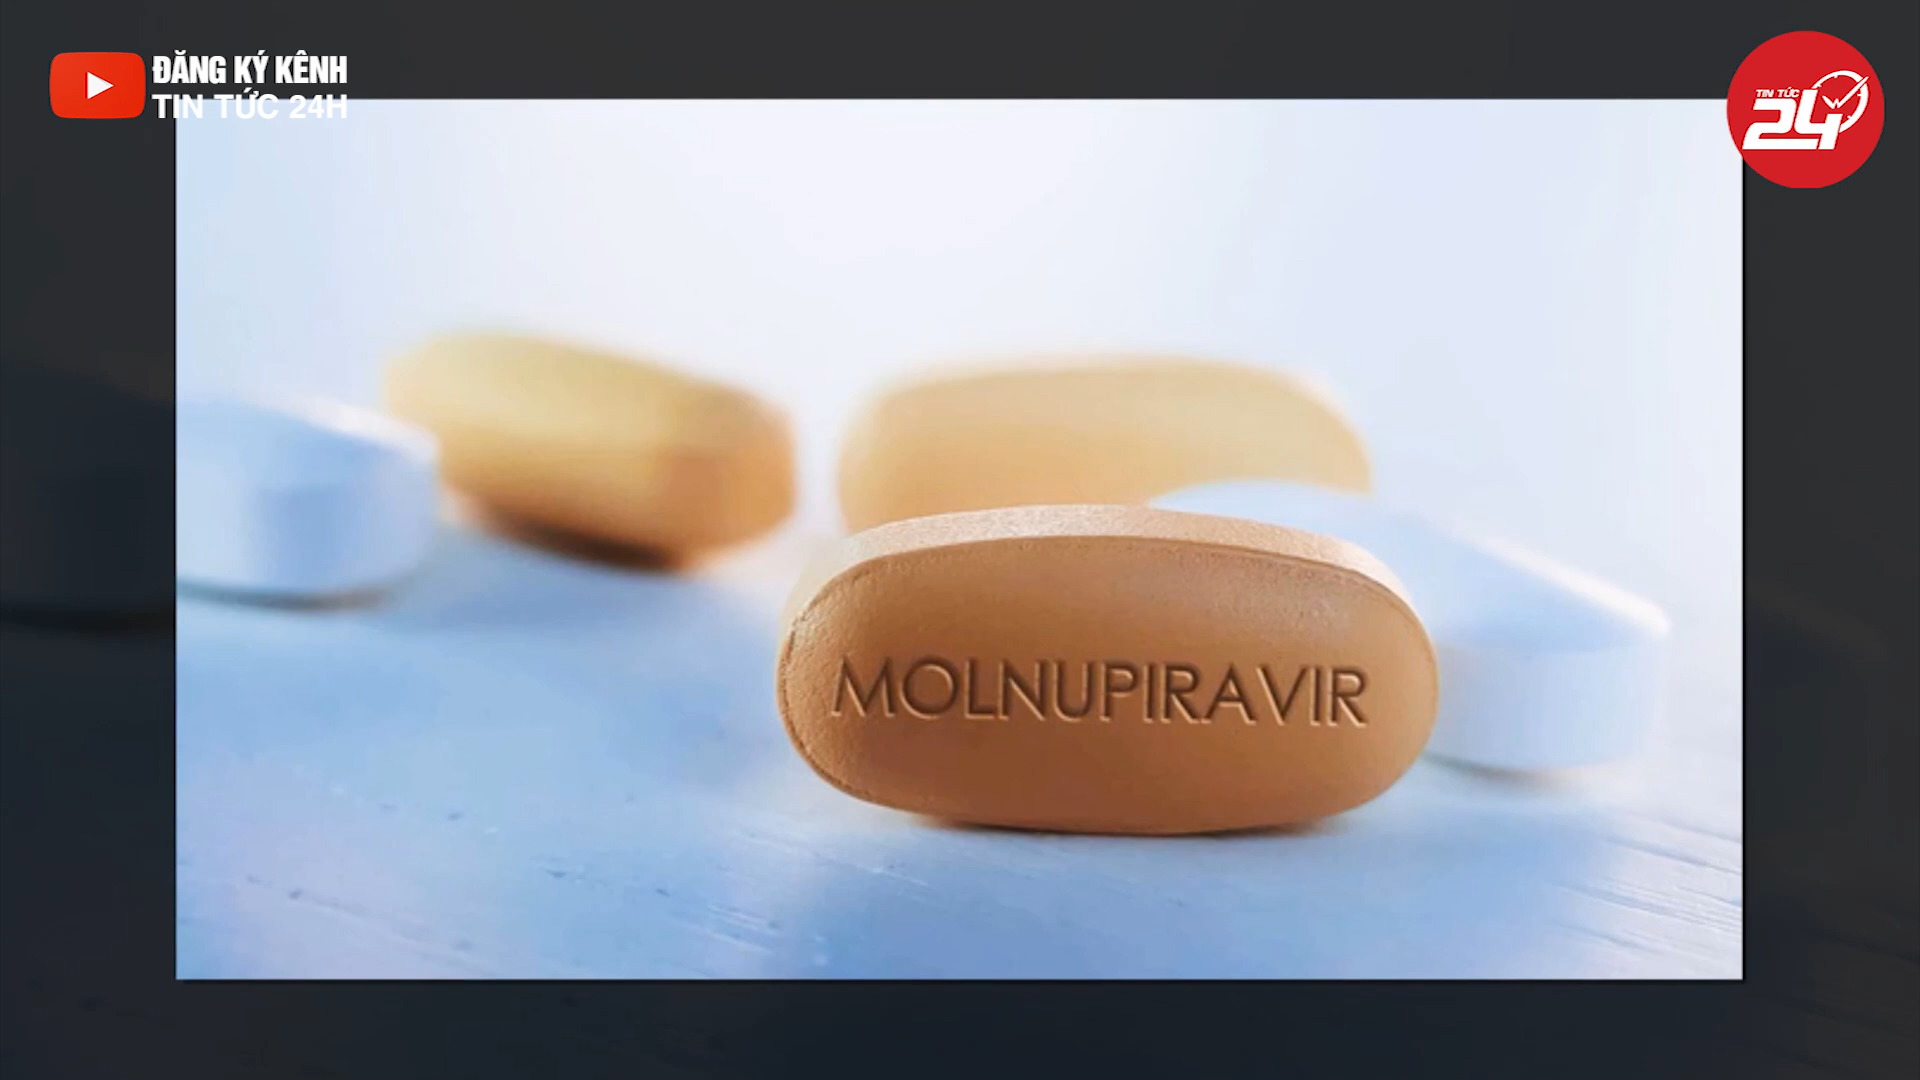 ĐĂNG KÝ KÊNH
TIN TỨC 24H
TIN TỨC
24
MOLNUPIRAVIR